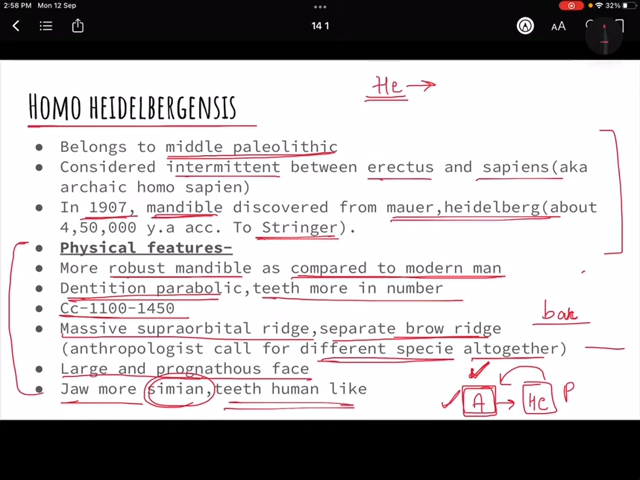 2:58 PM Mon 12 Sep
32%
14 1
AA
He →
HOMO HEIDELBERGENSIS
● Belongs to middle paleolithic
● Considered intermittent between erectus and sapiens(aka
archaic homo sapien)
● In 1907, mandible discovered from mauer,heidelberg(about
4,50,000 y.a acc. To Stringer).
● Physical features-
● More robust mandible as compared to modern man
● Dentition parabolic,teeth more in number
● Cc-1100-1450
● Massive supraorbital ridge,separate brow ridge
(anthropologist call for different specie altogether)
● Large and prognathous face
● Jaw more simian,teeth human like
A → HC P